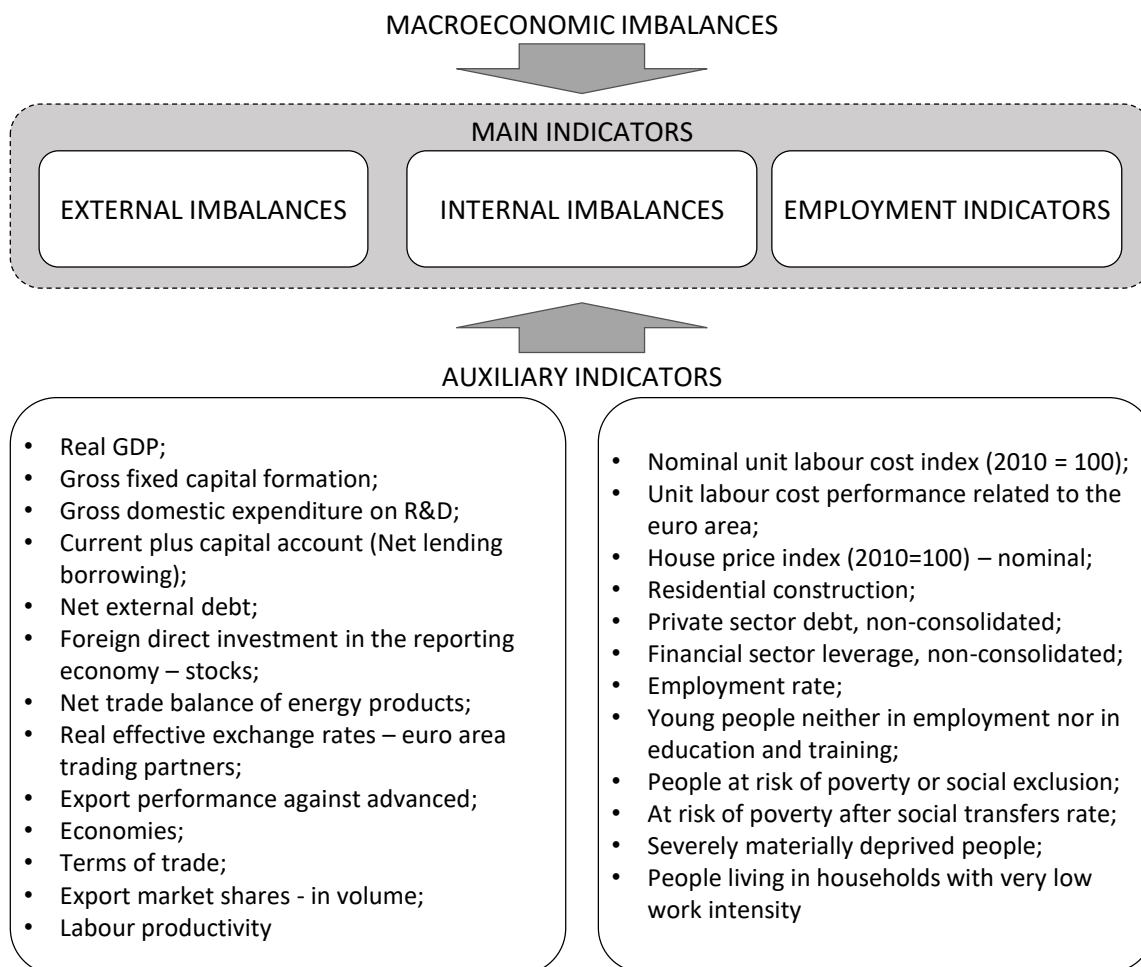 MACROECONOMIC IMBALANCES
MAIN INDICATORS
EXTERNAL IMBALANCES
INTERNAL IMBALANCES
EMPLOYMENT INDICATORS
AUXILIARY INDICATORS
• Real GDP;
• Gross fixed capital formation;
• Gross domestic expenditure on R&D;
• Current plus capital account (Net lending
borrowing);
• Net external debt;
• Foreign direct investment in the reporting
economy – stocks;
• Net trade balance of energy products;
• Real effective exchange rates – euro area
trading partners;
• Export performance against advanced;
• Economies;
• Terms of trade;
• Export market shares - in volume;
• Labour productivity
• Nominal unit labour cost index (2010 = 100);
• Unit labour cost performance related to the
euro area;
• House price index (2010=100) – nominal;
• Residential construction;
• Private sector debt, non-consolidated;
• Financial sector leverage, non-consolidated;
• Employment rate;
• Young people neither in employment nor in
education and training;
• People at risk of poverty or social exclusion;
• At risk of poverty after social transfers rate;
• Severely materially deprived people;
• People living in households with very low
work intensity